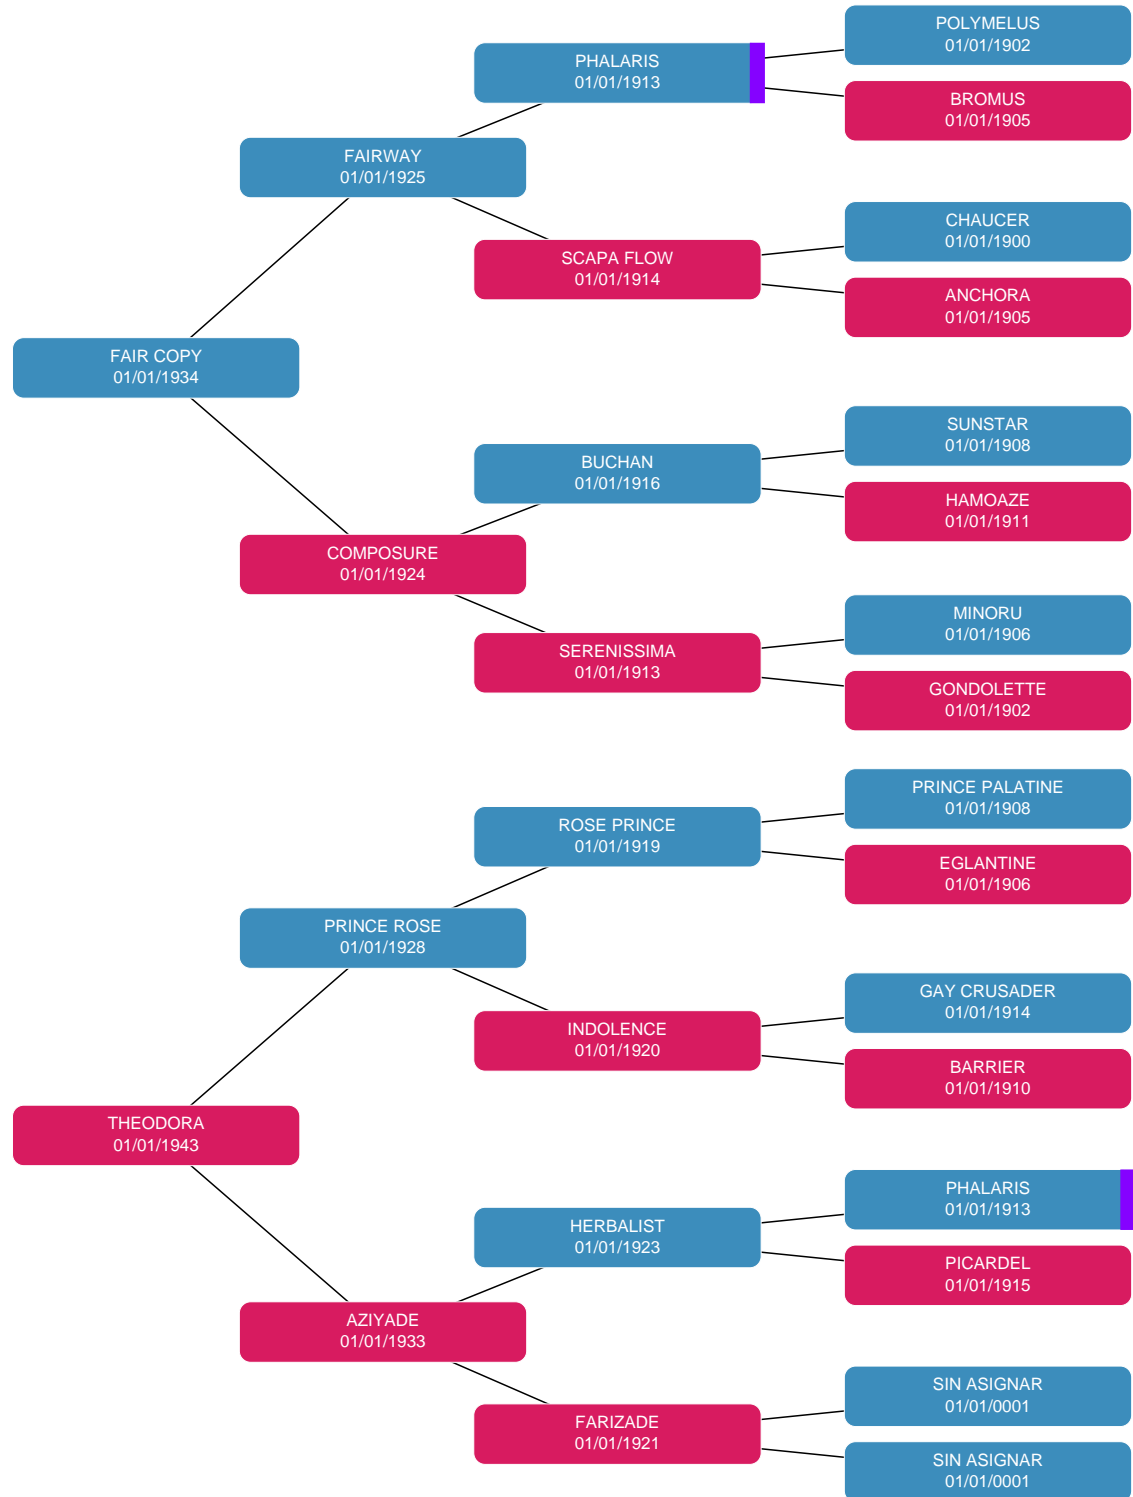 POLYMELUS
01/01/1902
PHALARIS
01/01/1913
BROMUS
01/01/1905
FAIRWAY
01/01/1925
CHAUCER
01/01/1900
SCAPA FLOW
01/01/1914
ANCHORA
01/01/1905
FAIR COPY
01/01/1934
SUNSTAR
01/01/1908
BUCHAN
01/01/1916
HAMOAZE
01/01/1911
COMPOSURE
01/01/1924
MINORU
01/01/1906
SERENISSIMA
01/01/1913
GONDOLETTE
01/01/1902
PRINCE PALATINE
01/01/1908
ROSE PRINCE
01/01/1919
EGLANTINE
01/01/1906
PRINCE ROSE
01/01/1928
GAY CRUSADER
01/01/1914
INDOLENCE
01/01/1920
BARRIER
01/01/1910
THEODORA
01/01/1943
PHALARIS
01/01/1913
HERBALIST
01/01/1923
PICARDEL
01/01/1915
AZIYADE
01/01/1933
SIN ASIGNAR
01/01/0001
FARIZADE
01/01/1921
SIN ASIGNAR
01/01/0001